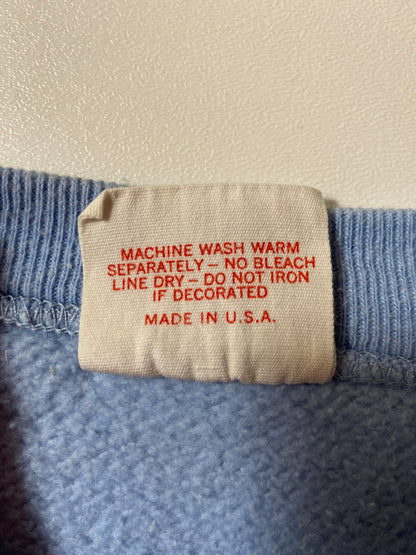 MACHINE WASH WARM
SEPARATELY – NO BLEACH
LINE DRY – DO NOT IRON
IF DECORATED
MADE IN U.S.A.